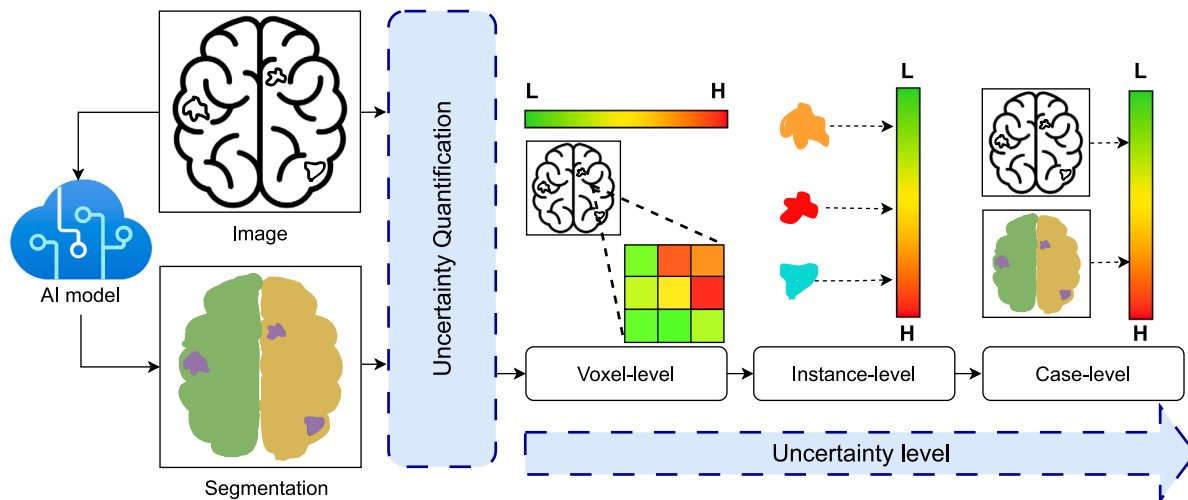 Image
AI model
Segmentation
Uncertainty Quantification
L
H
L
H
L
H
Voxel-level
Instance-level
Case-level
Uncertainty level